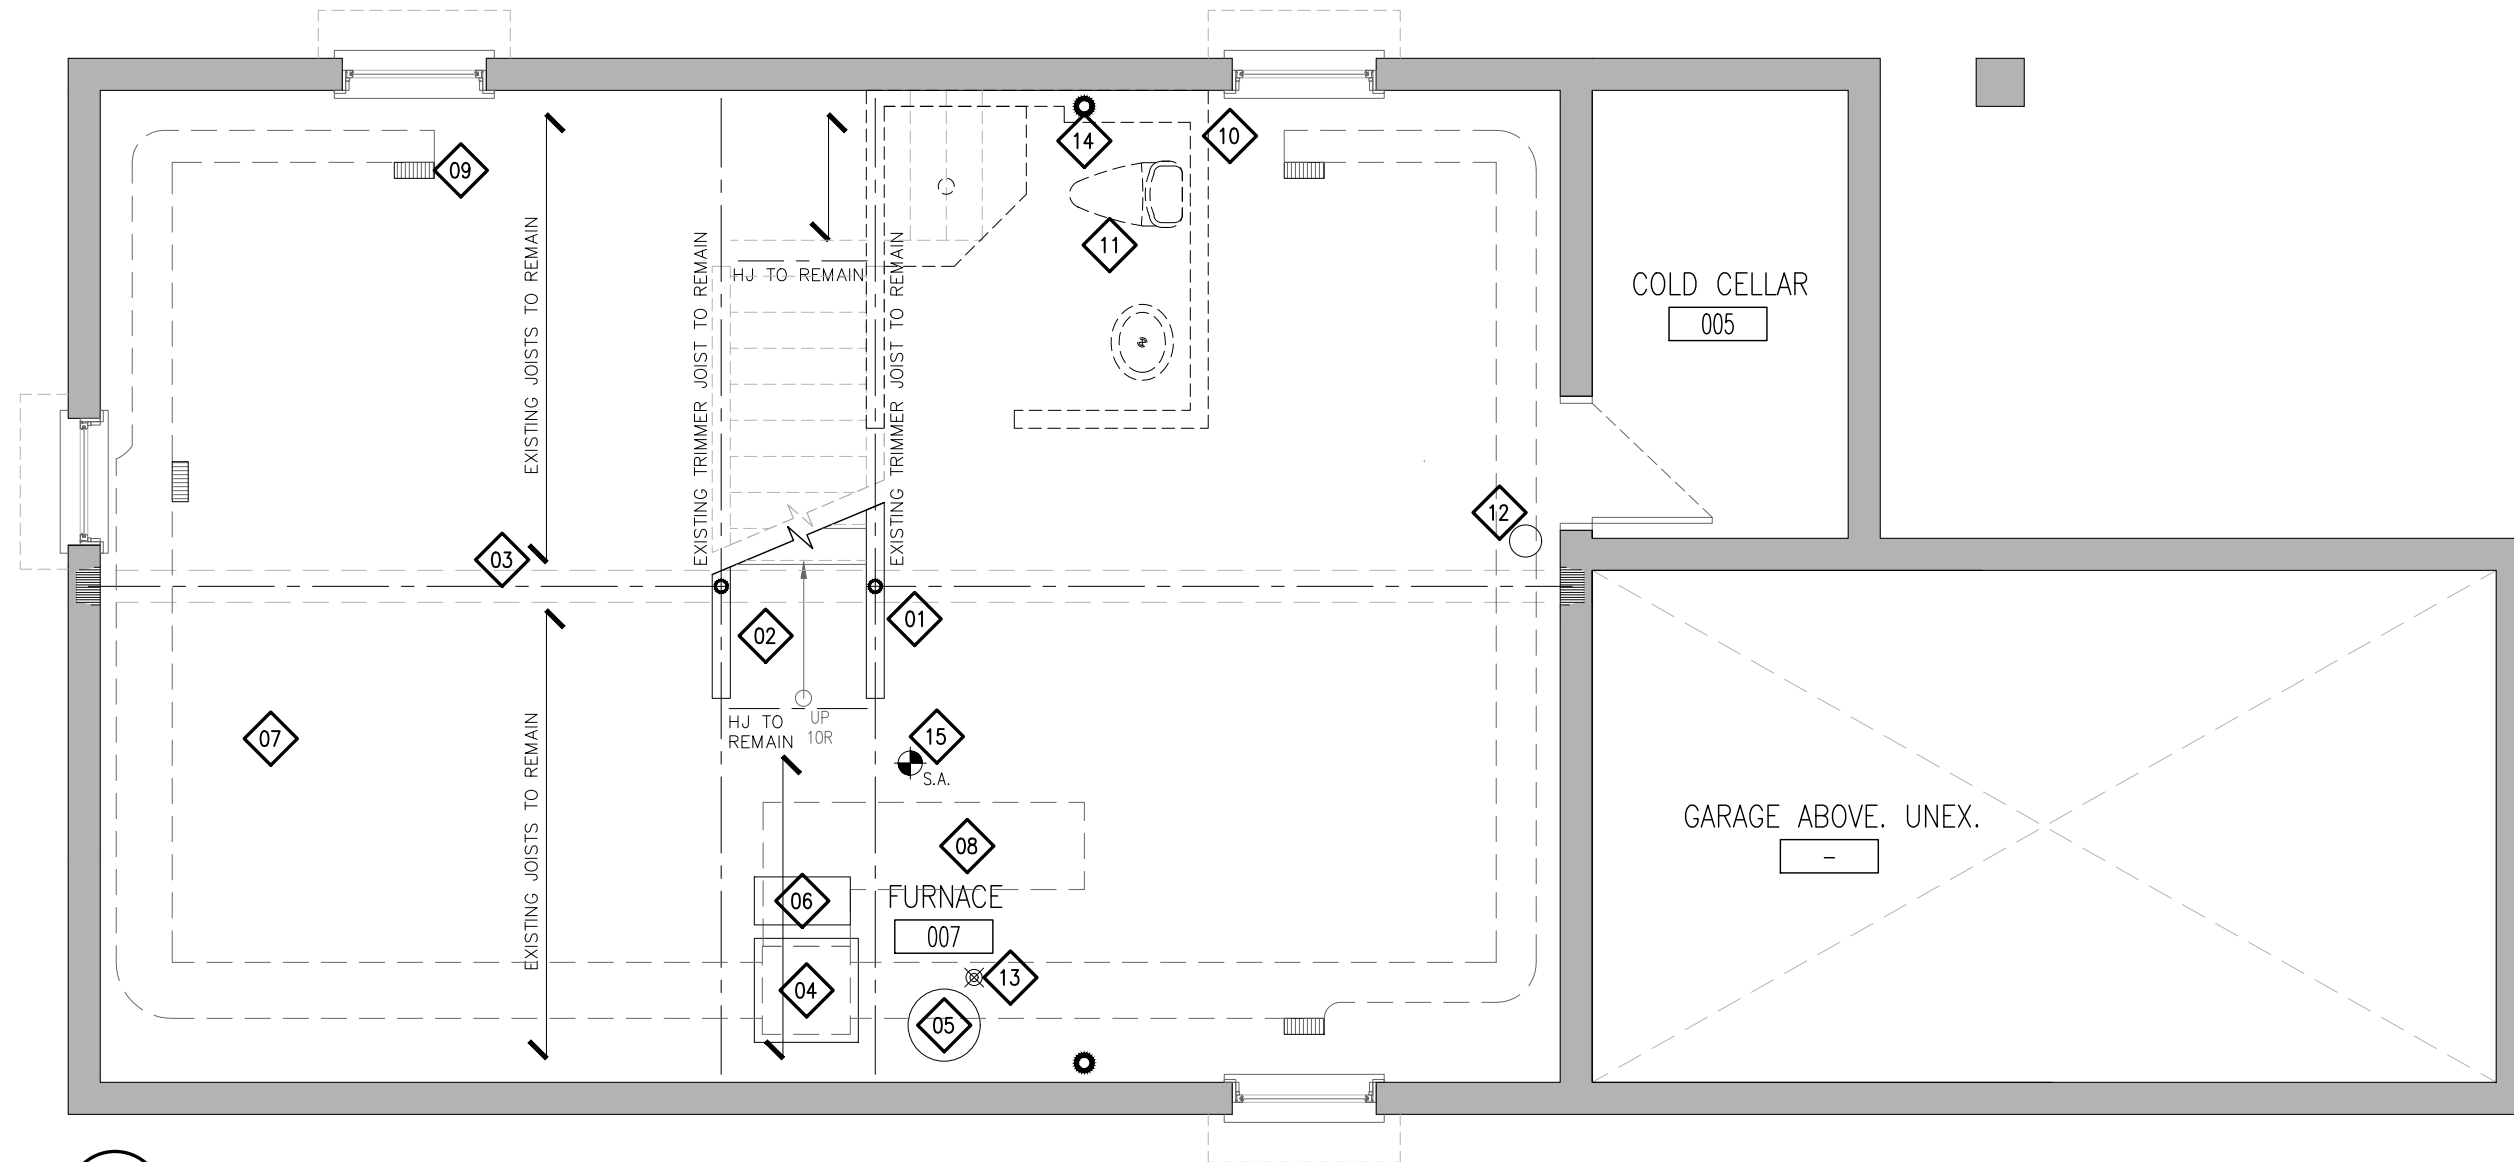 14
10
09
11
EXISTING JOISTS TO REMAIN
EXISTING TRIMMER JOIST TO REMAIN
HJ TO REMAIN
EXISTING TRIMMER JOIST TO REMAIN
COLD CELLAR
005
12
03
01
02
HJ TO
REMAIN
UP
10R
07
15
S.A.
EXISTING JOISTS TO REMAIN
08
GARAGE ABOVE. UNEX.
-
06
FURNACE
007
13
04
05